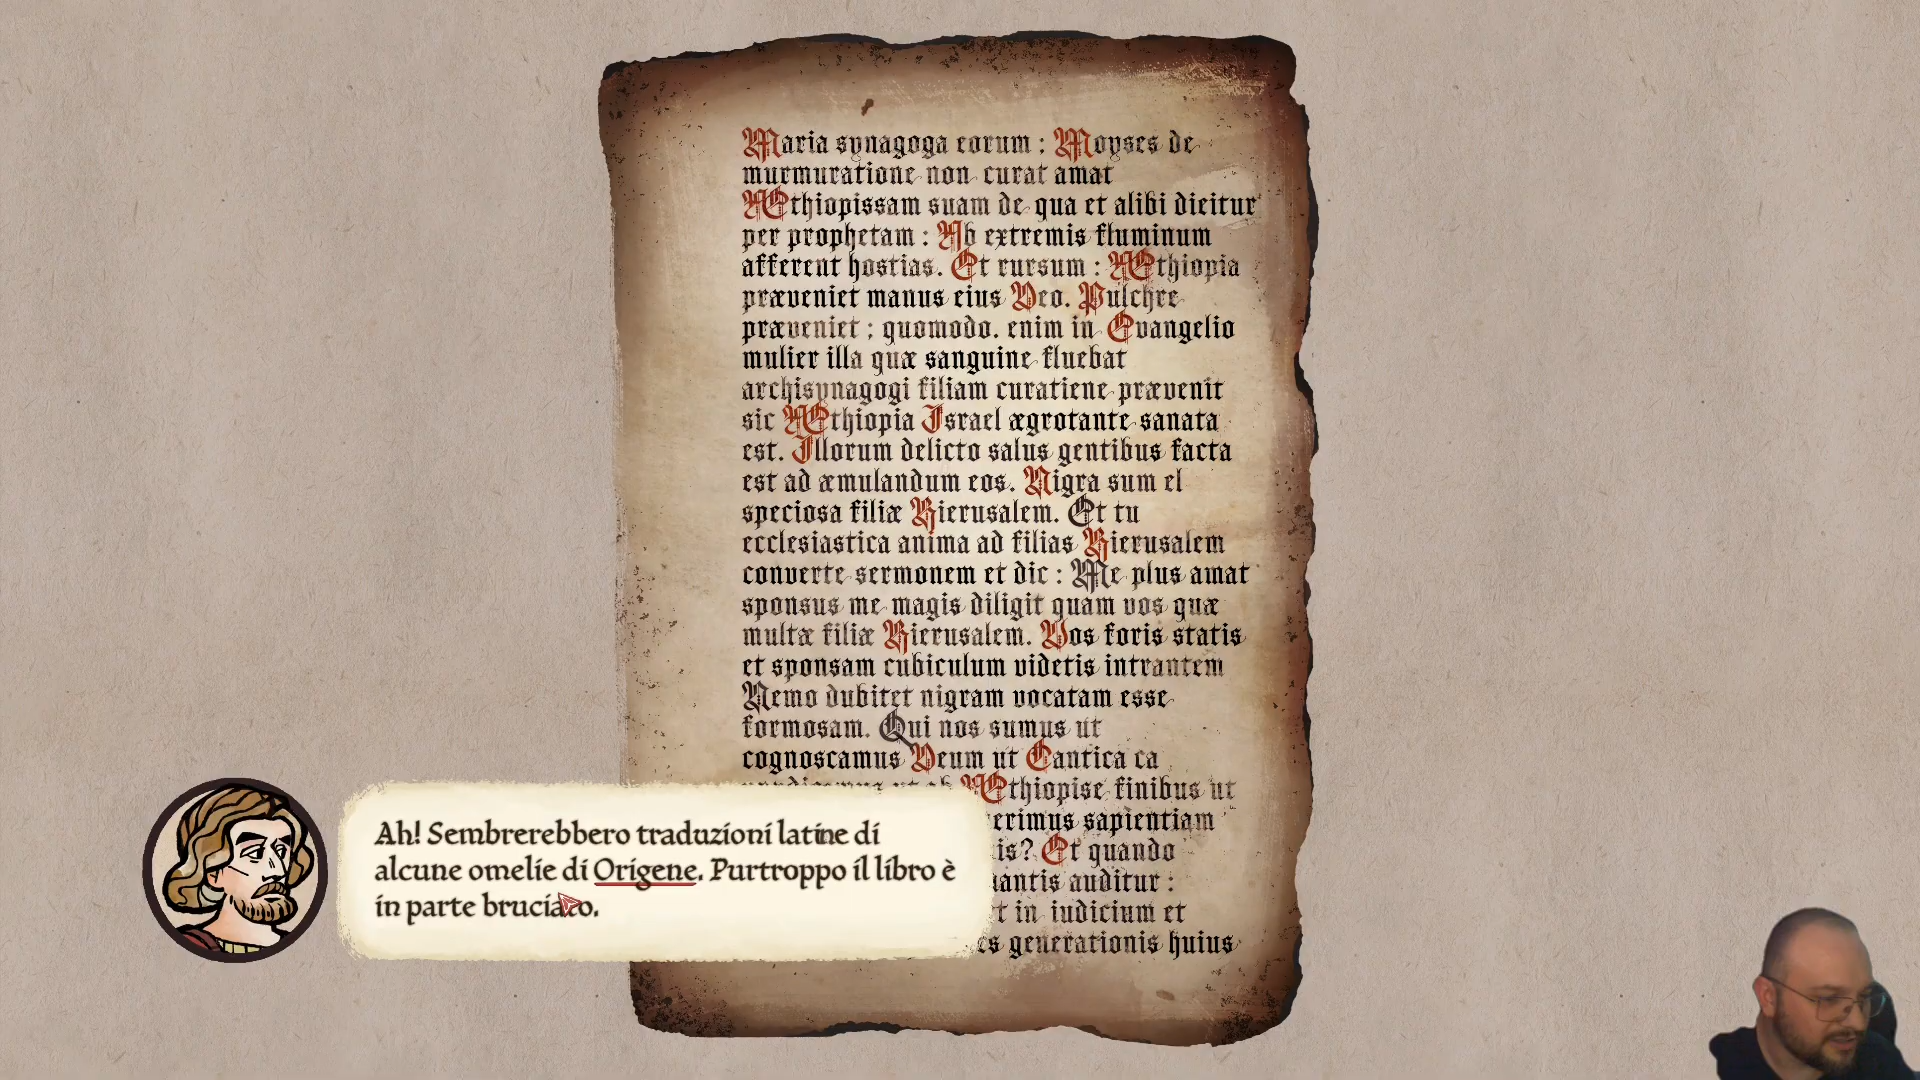 Maria synagoga eorum : Moyses de
murmuratione non curat amat
Æthiopissam suam de qua et alibi dicitur
per prophetam : Ab extremis fluminum
afferent hostias. Et rursum : Æthiopia
præveniet manus eius Deo. Pulchre
præveniet ; quomodo. enim in Evangelio
mulier illa quæ sanguine fluebat
archisynagogi filiam curatiene prævenit
sic Æthiopia Israel ægrotante sanata
est. Illorum delicto salus gentibus facta
est ad æmulandum eos. Nigra sum el
speciosa filiæ Hierusalem. Et tu
ecclesiastica anima ad filias Hierusalem
converte sermonem et dic : Me plus amat
sponsus me magis diligit quam vos quæ
multæ filiæ Hierusalem. Vos foris statis
et sponsam cubiculum videtis intrantem
Nemo dubitet nigram vocatam esse
formosam. Qui nos sumus ut
cognoscamus Deum ut Cantica ca
Æthiopise finibus ut
erimus sapientiam
is? Et quando
antis auditur :
t in iudicium et
es generationis huius
Ah! Sembrerebbero traduzioni latine di
alcune omelie di Origene. Purtroppo il libro è
in parte bruciato.